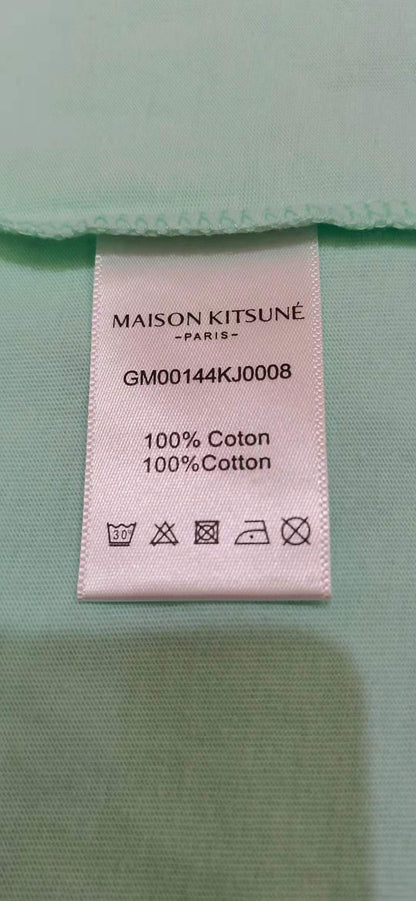 MAISON KITSUNÉ
-PARIS-
GM00144KJ0008
100% Coton
100%Cotton
30°